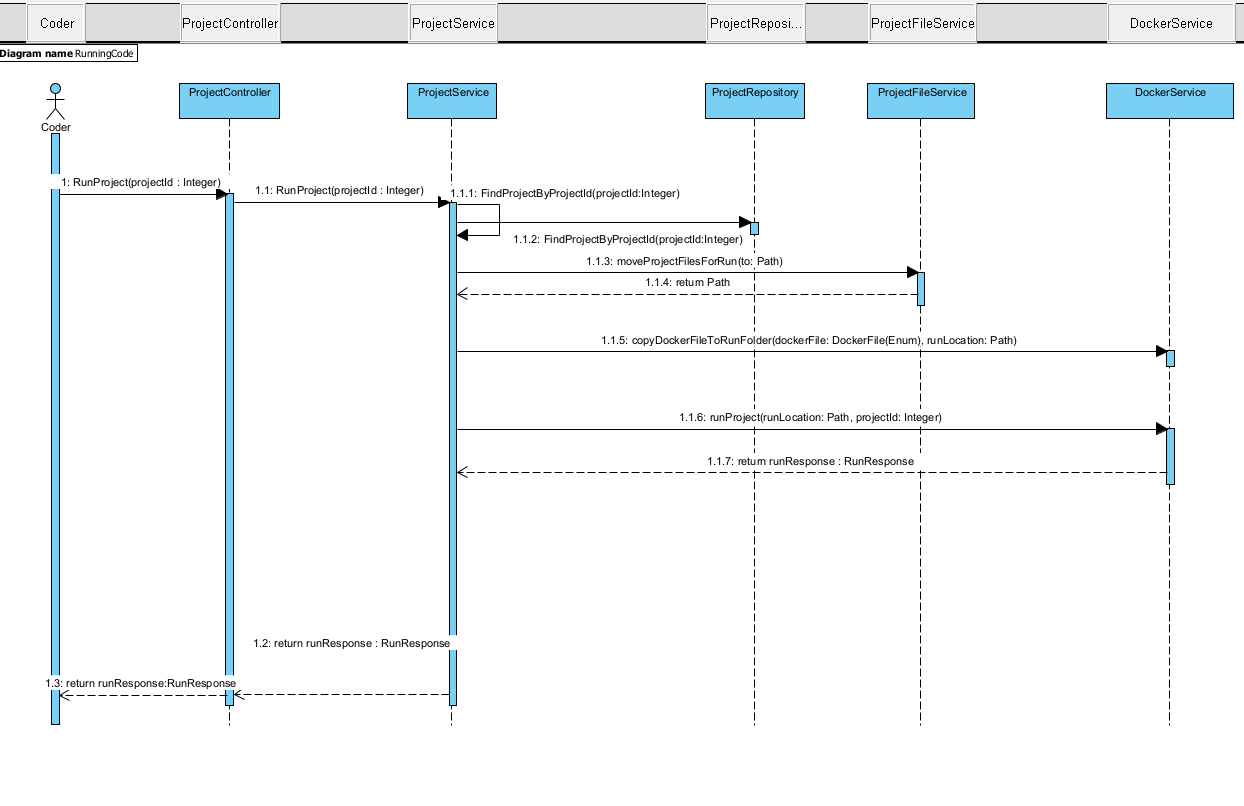 Coder
ProjectController
ProjectService
ProjectReposi...
ProjectFileService
DockerService
Diagram name RunningCode
ProjectController
ProjectService
ProjectRepository
ProjectFileService
DockerService
Coder
1: RunProject(projectId : Integer)
1.1: RunProject(projectId : Integer)
1.1.1: FindProjectByProjectId(projectId:Integer)
1.1.2: FindProjectByProjectId(projectId:Integer)
1.1.3: moveProjectFilesForRun(to: Path)
1.1.4: return Path
1.1.5: copyDockerFileToRunFolder(dockerFile: DockerFile(Enum), runLocation: Path)
1.1.6: runProject(runLocation: Path, projectId: Integer)
1.1.7: return runResponse : RunResponse
1.2: return runResponse : RunResponse
1.3: return runResponse:RunResponse